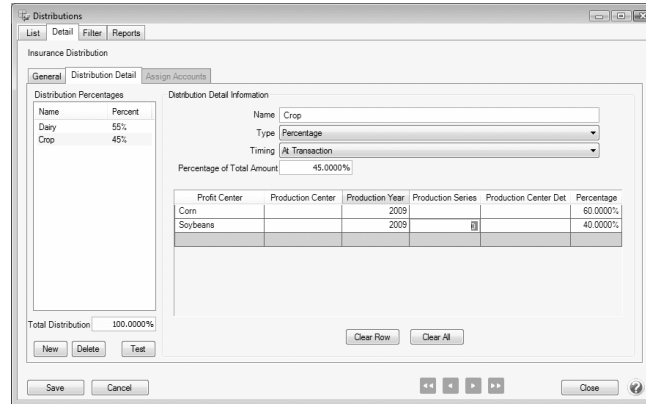 Distributions
List Detail Filter Reports
Insurance Distribution
General Distribution Detail Assign Accounts
Distribution Percentages
Name Percent
Dairy 55%
Crop 45%
Total Distribution 100.0000%
New Delete Test
Distribution Detail Information
Name Crop
Type Percentage
Timing At Transaction
Percentage of Total Amount 45.0000%
Profit Center Production Center Production Year Production Series Production Center Det Percentage
Corn 2009 60.0000%
Soybeans 2009 40.0000%
Clear Row Clear All
Save Cancel Close ?